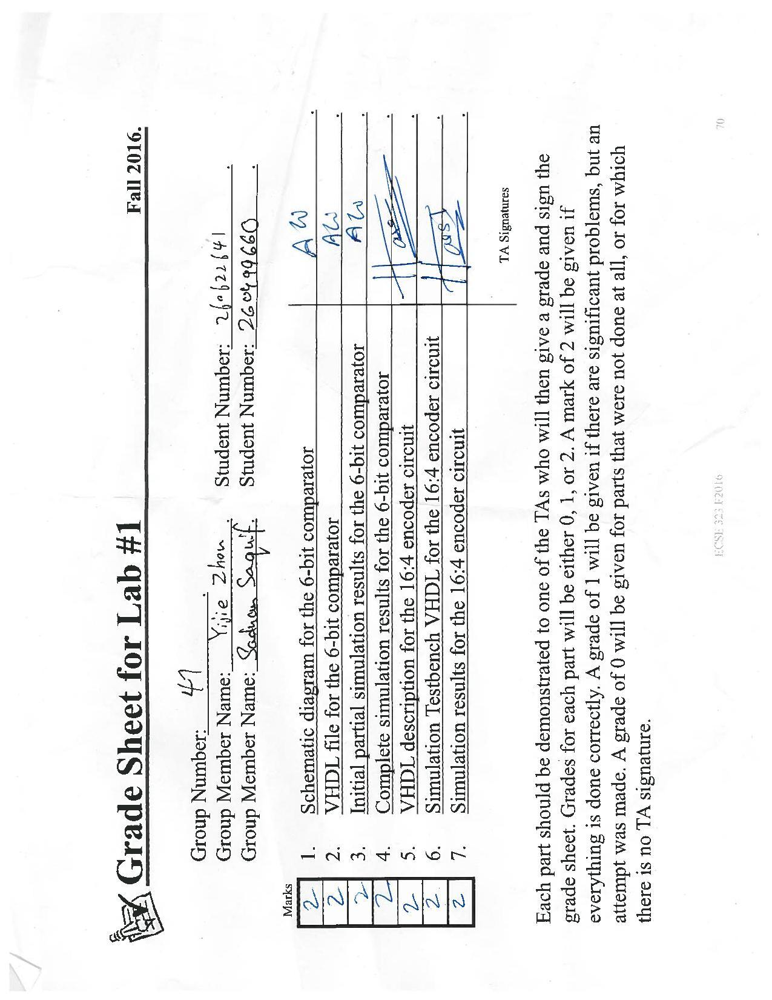 Grade Sheet for Lab #1 Fall 2016.
Group Number: 47
Group Member Name: Yijie Zhou. Student Number: 260622641.
Group Member Name: Sadnan Saquif. Student Number: 260499660.
Marks
2 1. Schematic diagram for the 6-bit comparator AW.
2 2. VHDL file for the 6-bit comparator AW.
2 3. Initial partial simulation results for the 6-bit comparator AW.
2 4. Complete simulation results for the 6-bit comparator.
2 5. VHDL description for the 16:4 encoder circuit.
2 6. Simulation Testbench VHDL for the 16:4 encoder circuit.
2 7. Simulation results for the 16:4 encoder circuit.
TA Signatures
Each part should be demonstrated to one of the TAs who will then give a grade and sign the
grade sheet. Grades for each part will be either 0, 1, or 2. A mark of 2 will be given if
everything is done correctly. A grade of 1 will be given if there are significant problems, but an
attempt was made. A grade of 0 will be given for parts that were not done at all, or for which
there is no TA signature.
ECSE 323 F2016 70